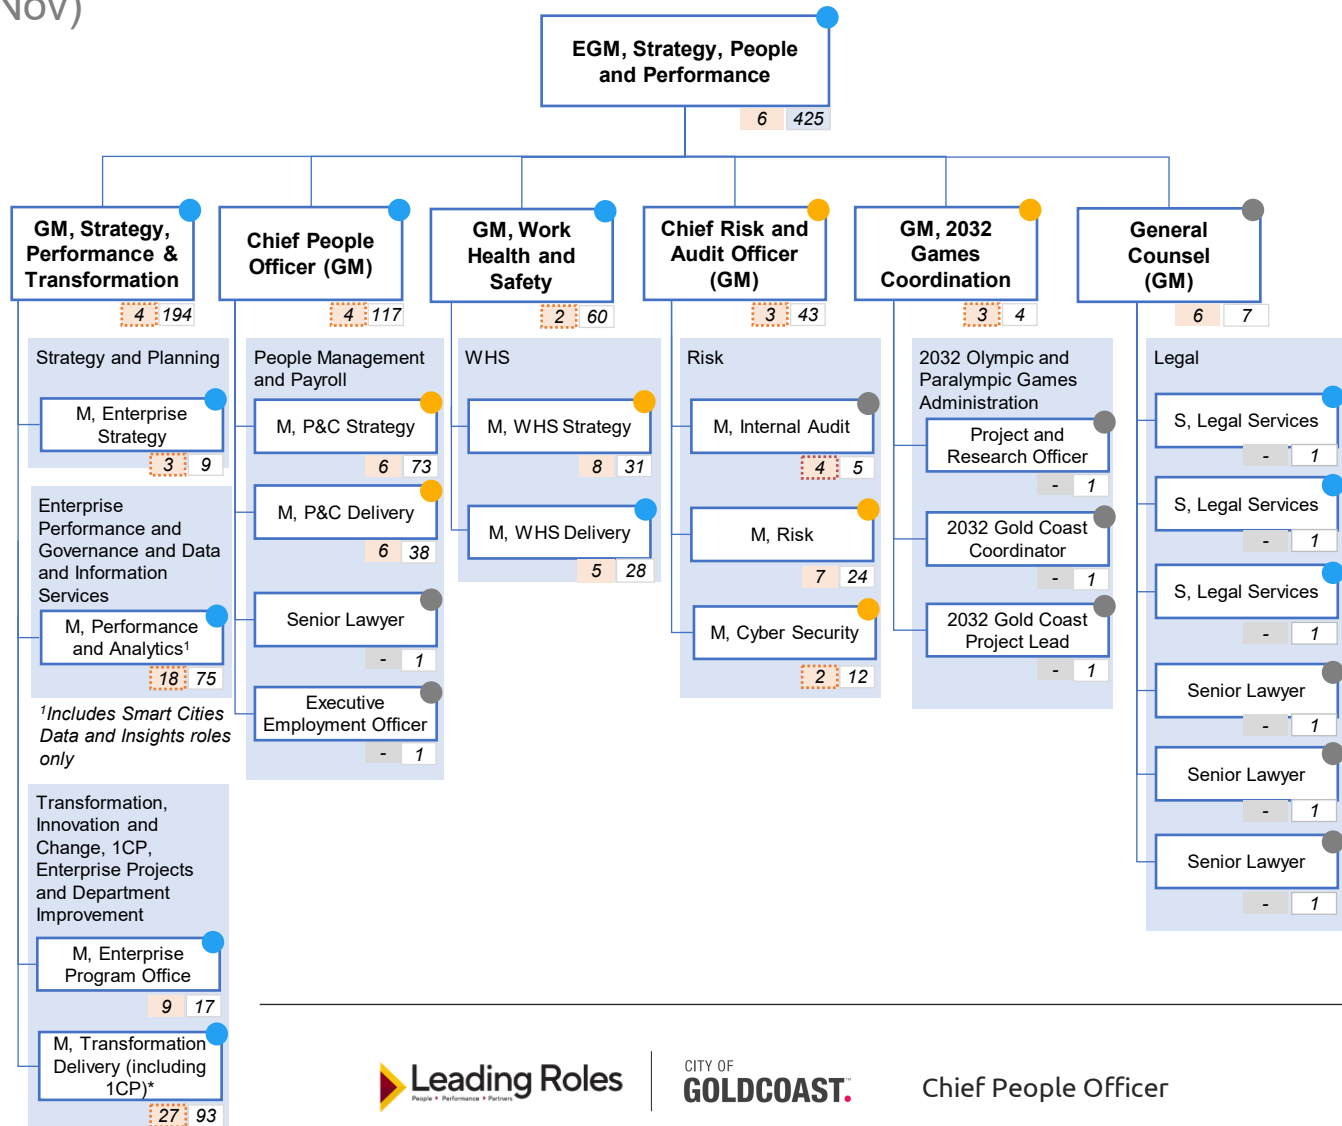 Nov)
EGM, Strategy, People
and Performance
6 425
GM, Strategy,
Performance &
Transformation
4 194
Strategy and Planning
M, Enterprise
Strategy
3 9
Enterprise
Performance and
Governance and Data
and Information
Services
M, Performance
and Analytics¹
18 75
¹Includes Smart Cities
Data and Insights roles
only
Transformation,
Innovation and
Change, 1CP,
Enterprise Projects
and Department
Improvement
M, Enterprise
Program Office
9 17
M, Transformation
Delivery (including
1CP)*
27 93
Chief People
Officer (GM)
4 117
People Management
and Payroll
M, P&C Strategy
6 73
M, P&C Delivery
6 38
Senior Lawyer
- 1
Executive
Employment Officer
- 1
GM, Work
Health and
Safety
2 60
WHS
M, WHS Strategy
8 31
M, WHS Delivery
5 28
Chief Risk and
Audit Officer
(GM)
3 43
Risk
M, Internal Audit
4 5
M, Risk
7 24
M, Cyber Security
2 12
GM, 2032
Games
Coordination
3 4
2032 Olympic and
Paralympic Games
Administration
Project and
Research Officer
- 1
2032 Gold Coast
Coordinator
- 1
2032 Gold Coast
Project Lead
- 1
General
Counsel
(GM)
6 7
Legal
S, Legal Services
- 1
S, Legal Services
- 1
S, Legal Services
- 1
Senior Lawyer
- 1
Senior Lawyer
- 1
Senior Lawyer
- 1
Leading Roles
People Performance Partners
CITY OF
GOLDCOAST.
Chief People Officer